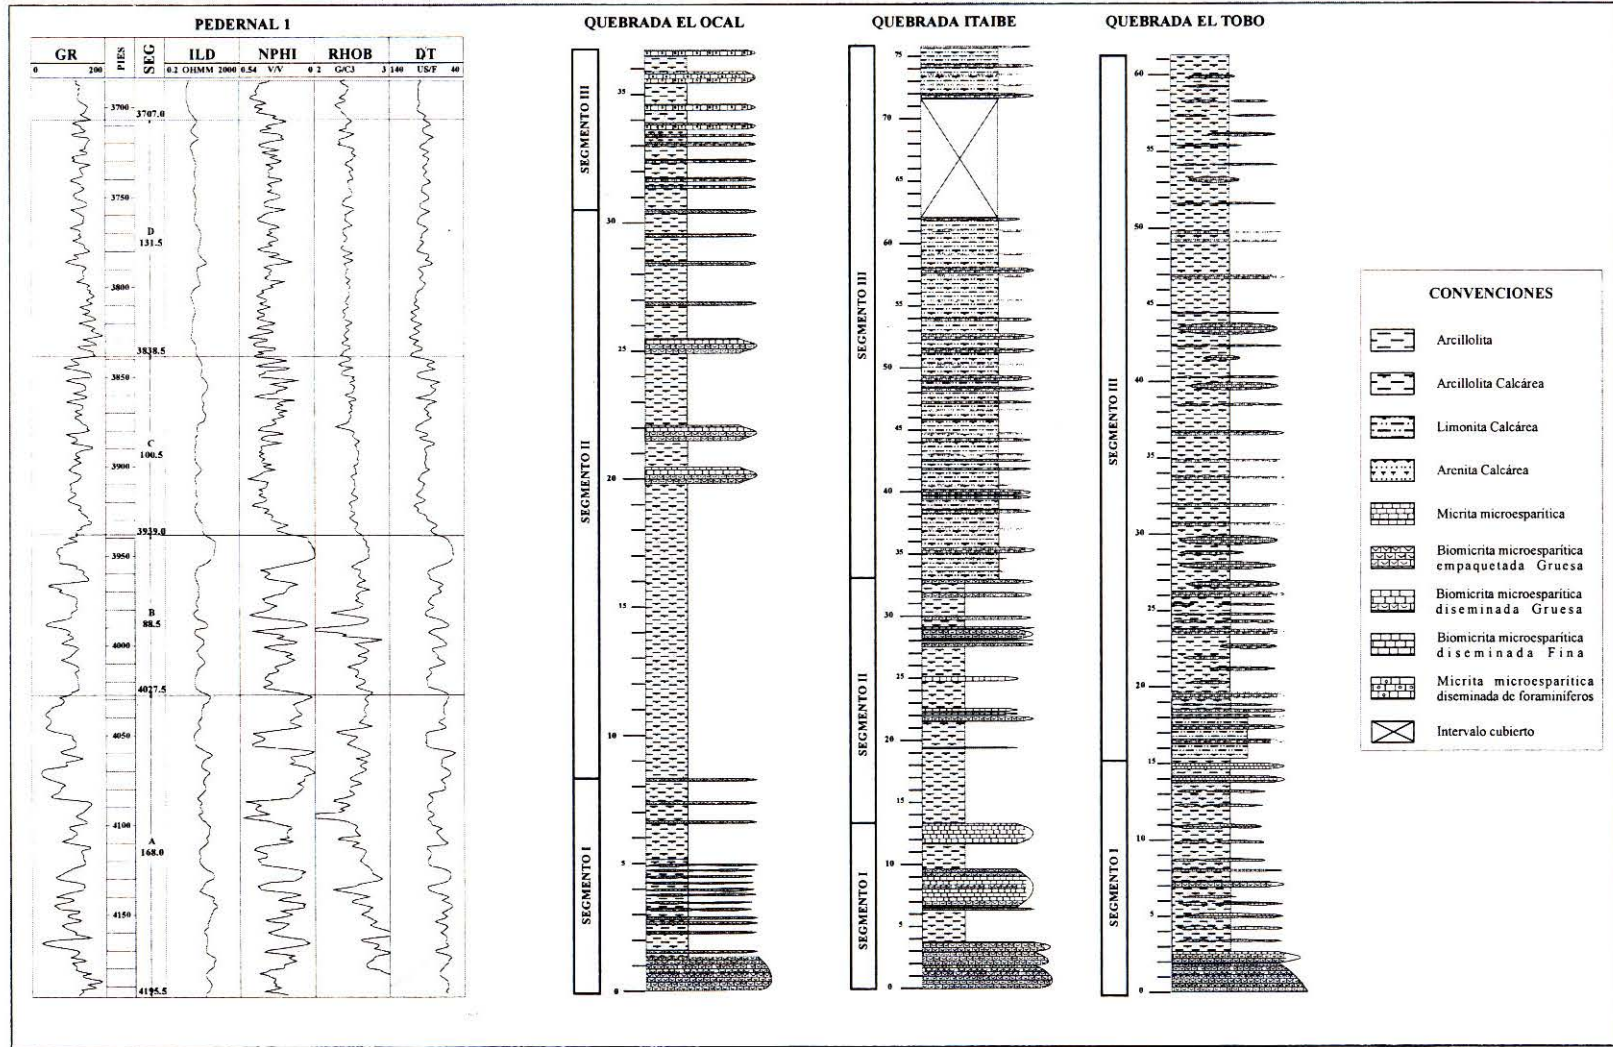 PEDERNAL 1
GR PIES SEG ILD NPHI RHOB DT
0 200 0.2 OHMM 2000 0.54 V/V 0 2 G/C3 3 140 US/F 40
3700
3707.0
3750
D
131.5
3800
3838.5
3850
C
100.5
3900
3939.0
3950
B
88.5
4000
4027.5
4050
4100
A
168.0
4150
4195.5
QUEBRADA EL OCAL
SEGMENTO III
SEGMENTO II
SEGMENTO I
35
30
25
20
15
10
5
0
QUEBRADA ITAIBE
SEGMENTO III
SEGMENTO II
SEGMENTO I
75
70
65
60
55
50
45
40
35
30
25
20
15
10
5
0
QUEBRADA EL TOBO
SEGMENTO III
SEGMENTO I
60
55
50
45
40
35
30
25
20
15
10
5
0
CONVENCIONES
Arcillolita
Arcillolita Calcárea
Limonita Calcárea
Arenita Calcárea
Micrita microesparítica
Biomicrita microesparítica
empaquetada Gruesa
Biomicrita microesparítica
diseminada Gruesa
Biomicrita microesparítica
diseminada Fina
Micrita microesparítica
diseminada de foraminíferos
Intervalo cubierto